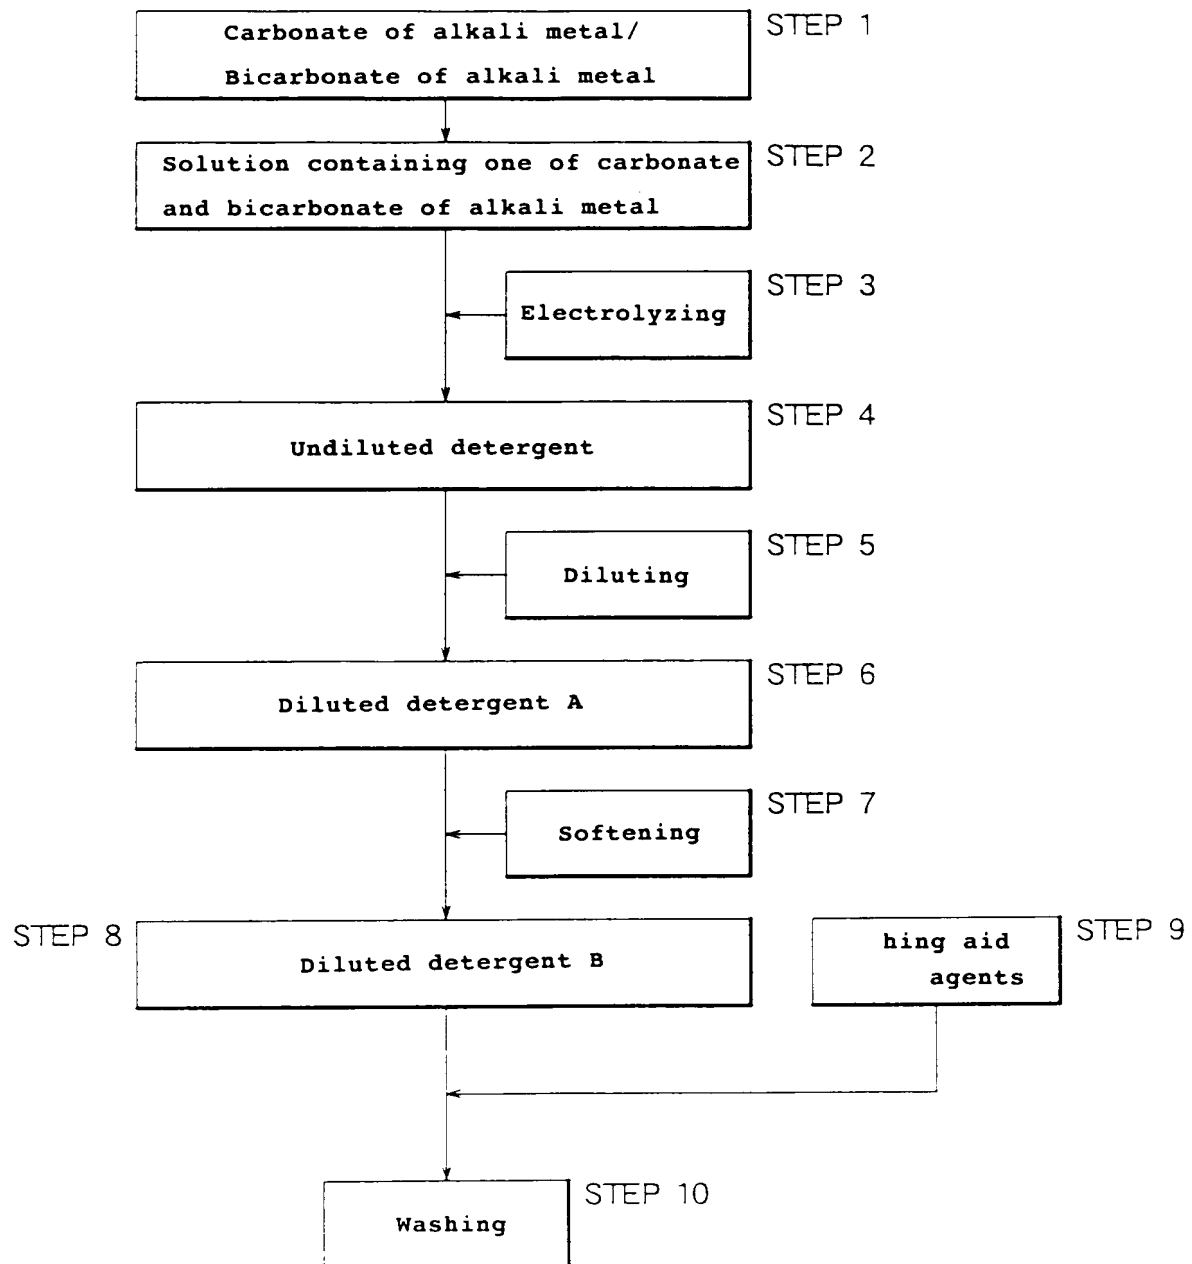 Carbonate of alkali metal/
Bicarbonate of alkali metal
STEP 1
Solution containing one of carbonate
and bicarbonate of alkali metal
STEP 2
Electrolyzing
STEP 3
Undiluted detergent
STEP 4
Diluting
STEP 5
Diluted detergent A
STEP 6
Softening
STEP 7
STEP 8
Diluted detergent B
hing aid
agents
STEP 9
Washing
STEP 10